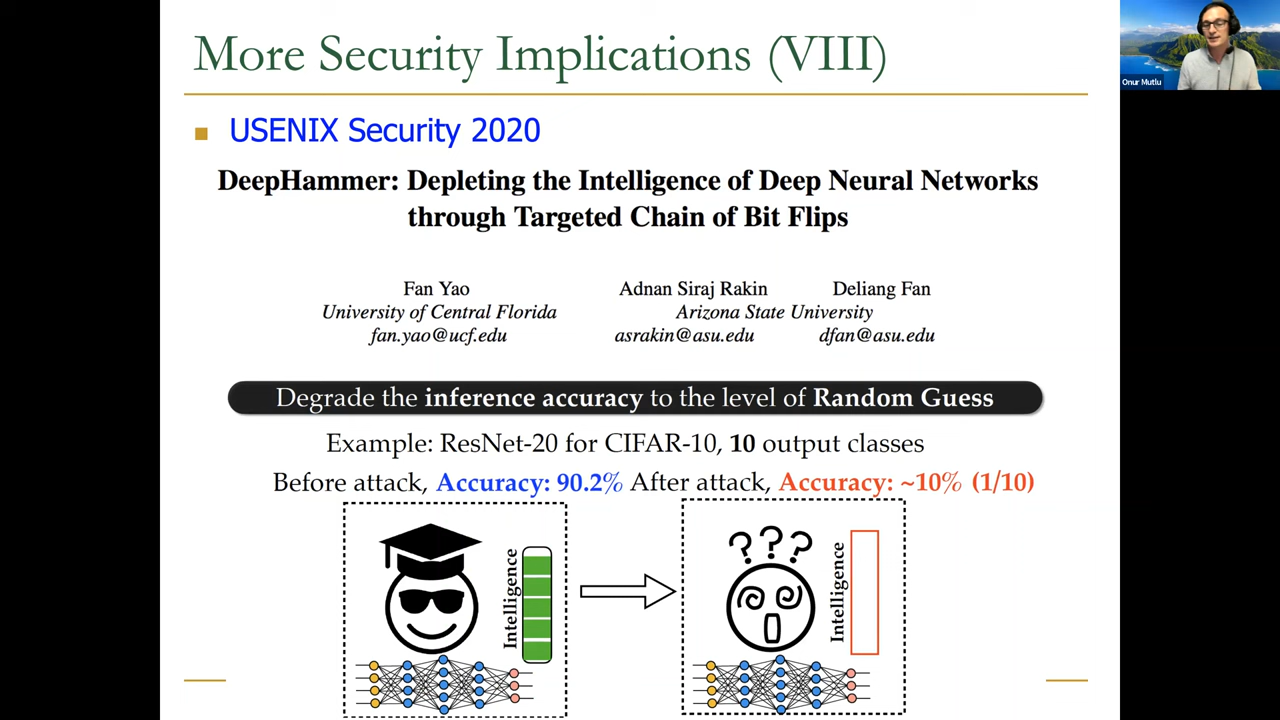 More Security Implications (VIII)
Onur Mutlu
USENIX Security 2020
DeepHammer: Depleting the Intelligence of Deep Neural Networks
through Targeted Chain of Bit Flips
Fan Yao
University of Central Florida
fan.yao@ucf.edu
Adnan Siraj Rakin Deliang Fan
Arizona State University
asrakin@asu.edu dfan@asu.edu
Degrade the inference accuracy to the level of Random Guess
Example: ResNet-20 for CIFAR-10, 10 output classes
Before attack, Accuracy: 90.2% After attack, Accuracy: ~10% (1/10)
Intelligence
? ? ?
Intelligence